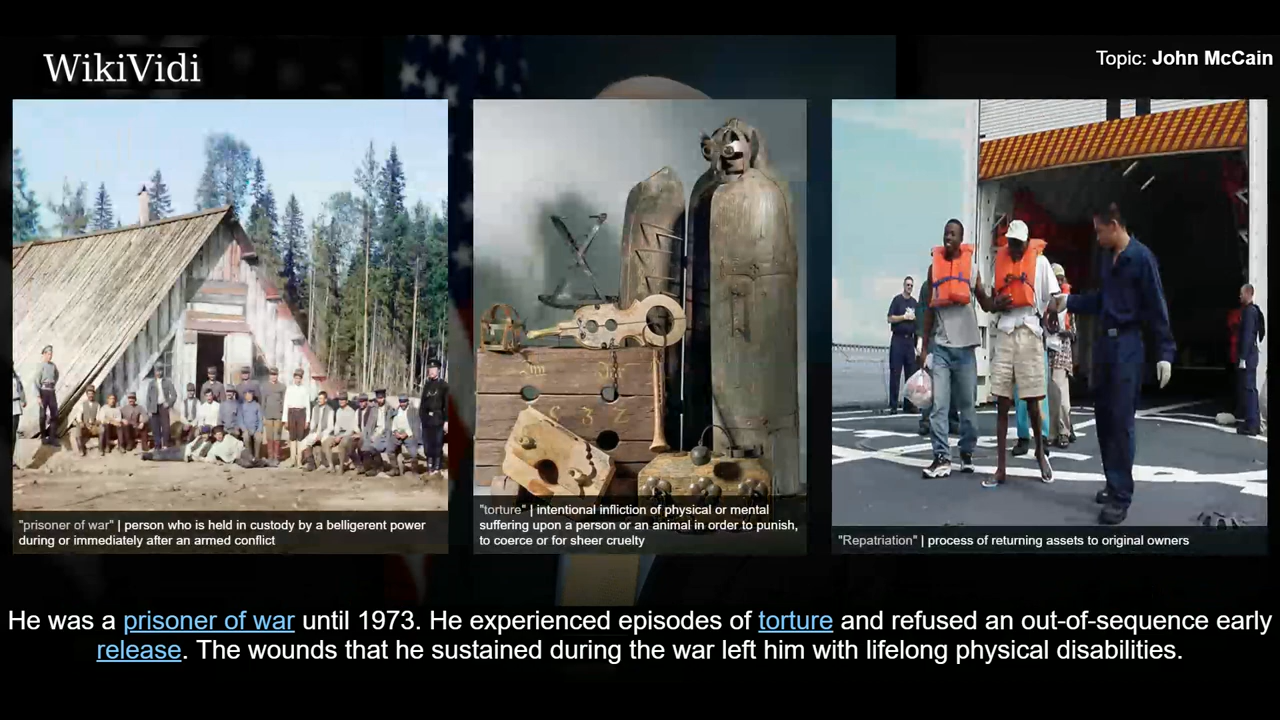 WikiVidi
Topic: John McCain
"prisoner of war" | person who is held in custody by a belligerent power
during or immediately after an armed conflict
"torture" | intentional infliction of physical or mental
suffering upon a person or an animal in order to punish,
to coerce or for sheer cruelty
"Repatriation" | process of returning assets to original owners
He was a prisoner of war until 1973. He experienced episodes of torture and refused an out-of-sequence early
release. The wounds that he sustained during the war left him with lifelong physical disabilities.